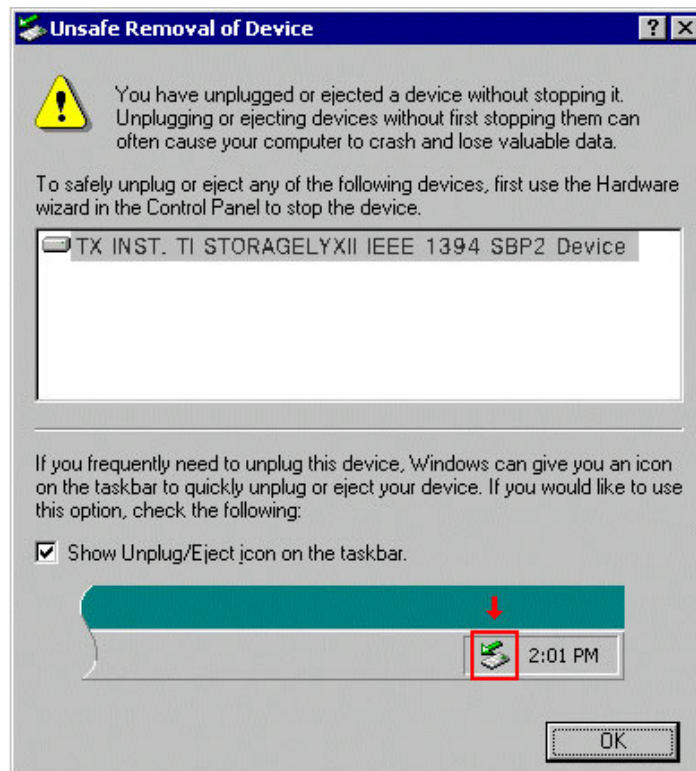 Unsafe Removal of Device
You have unplugged or ejected a device without stopping it.
Unplugging or ejecting devices without first stopping them can
often cause your computer to crash and lose valuable data.
To safely unplug or eject any of the following devices, first use the Hardware
wizard in the Control Panel to stop the device.
TX INST. TI STORAGELYXII IEEE 1394 SBP2 Device
If you frequently need to unplug this device, Windows can give you an icon
on the taskbar to quickly unplug or eject your device. If you would like to use
this option, check the following:
Show Unplug/Eject icon on the taskbar.
2:01 PM
OK